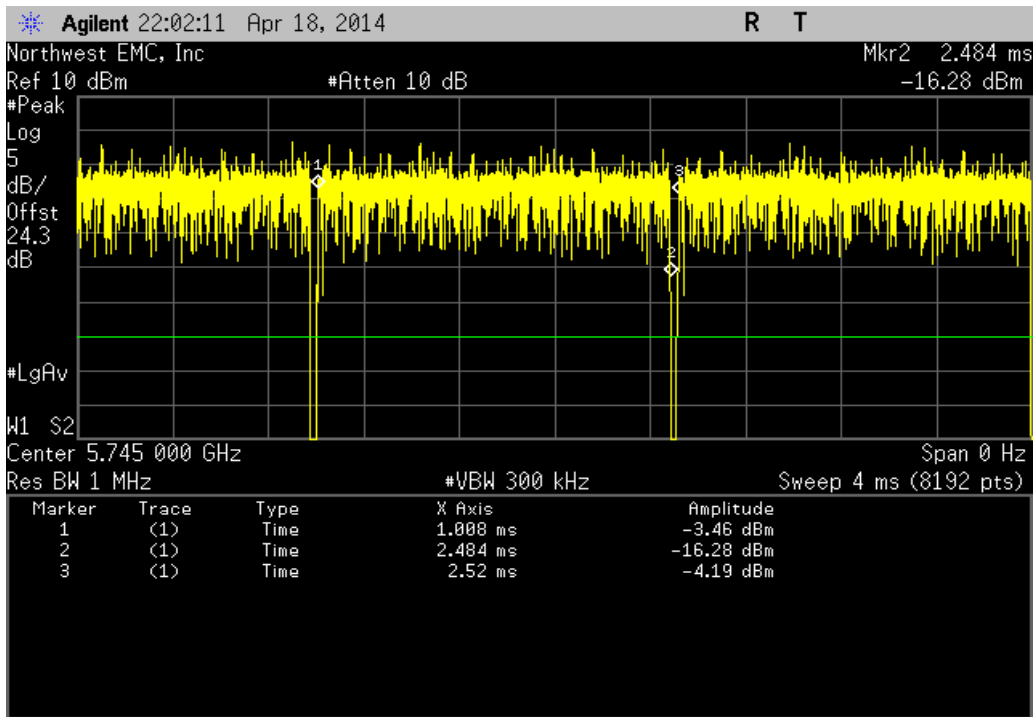 Agilent 22:02:11 Apr 18, 2014 R T
Northwest EMC, Inc Mkr2 2.484 ms
Ref 10 dBm #Atten 10 dB -16.28 dBm
#Peak
Log
5
dB/
Offst
24.3
dB
1
3
2
#LgAv
W1 S2
Center 5.745 000 GHz Span 0 Hz
Res BW 1 MHz #VBW 300 kHz Sweep 4 ms (8192 pts)
Marker Trace Type X Axis Amplitude
1 (1) Time 1.008 ms -3.46 dBm
2 (1) Time 2.484 ms -16.28 dBm
3 (1) Time 2.52 ms -4.19 dBm